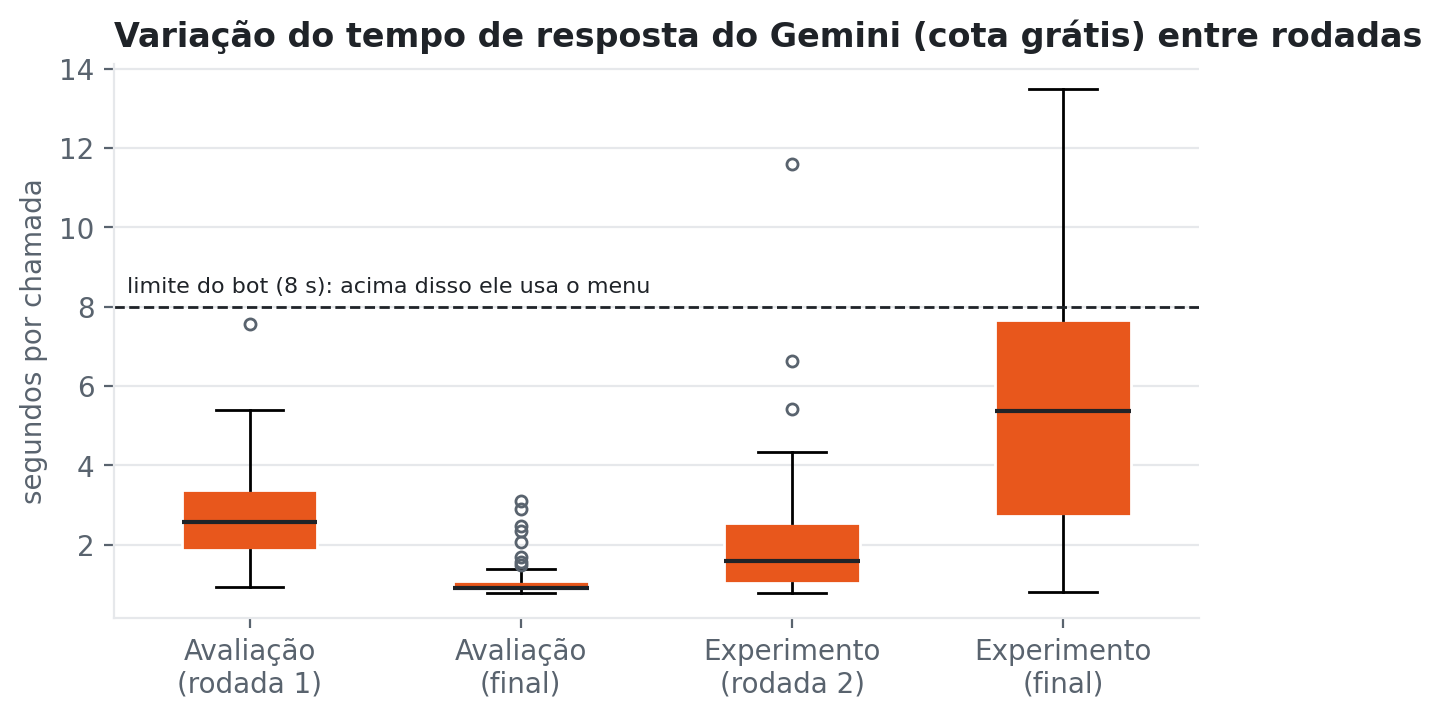 Variação do tempo de resposta do Gemini (cota grátis) entre rodadas
segundos por chamada
14
12
10
8
6
4
2
limite do bot (8 s): acima disso ele usa o menu
Avaliação
(rodada 1)
Avaliação
(final)
Experimento
(rodada 2)
Experimento
(final)